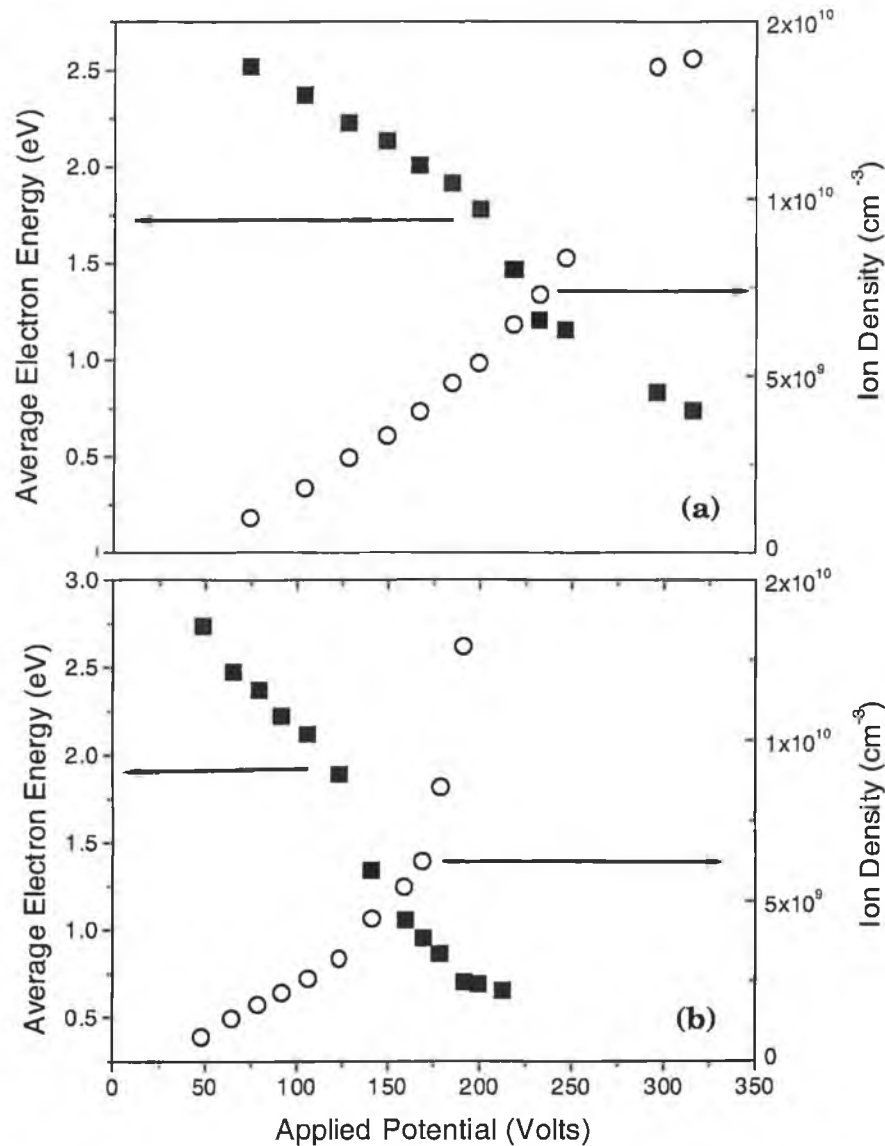 Average Electron Energy (eV)
2.5
2.0
1.5
1.0
0.5
2x10¹⁰
1x10¹⁰
5x10⁹
0
Ion Density (cm⁻³)
(a)
Average Electron Energy (eV)
3.0
2.5
2.0
1.5
1.0
0.5
2x10¹⁰
1x10¹⁰
5x10⁹
0
Ion Density (cm⁻³)
(b)
0 50 100 150 200 250 300 350
Applied Potential (Volts)